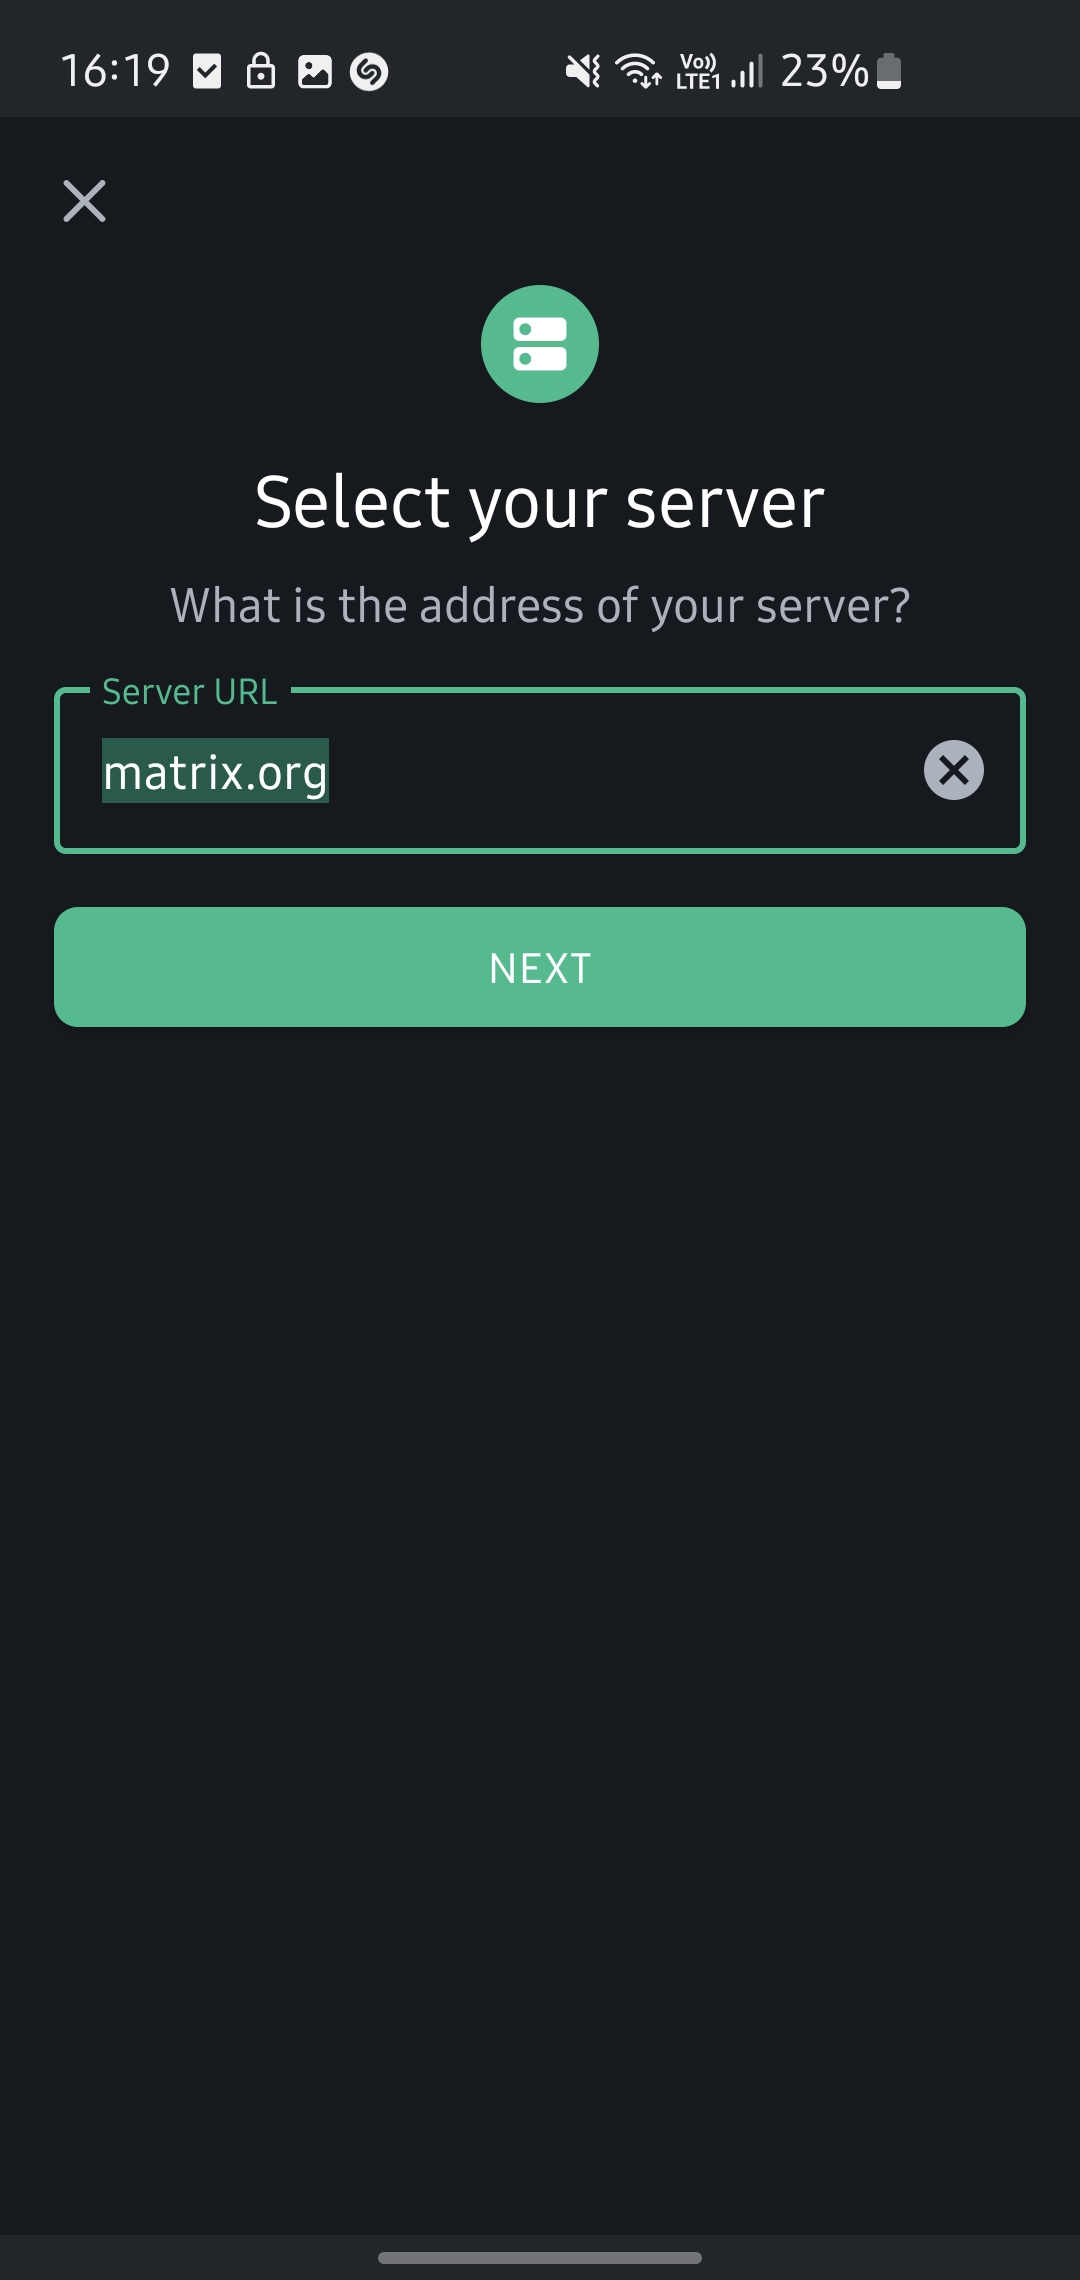 16:19 Vo)) LTE1 23%
Select your server
What is the address of your server?
Server URL
matrix.org
NEXT